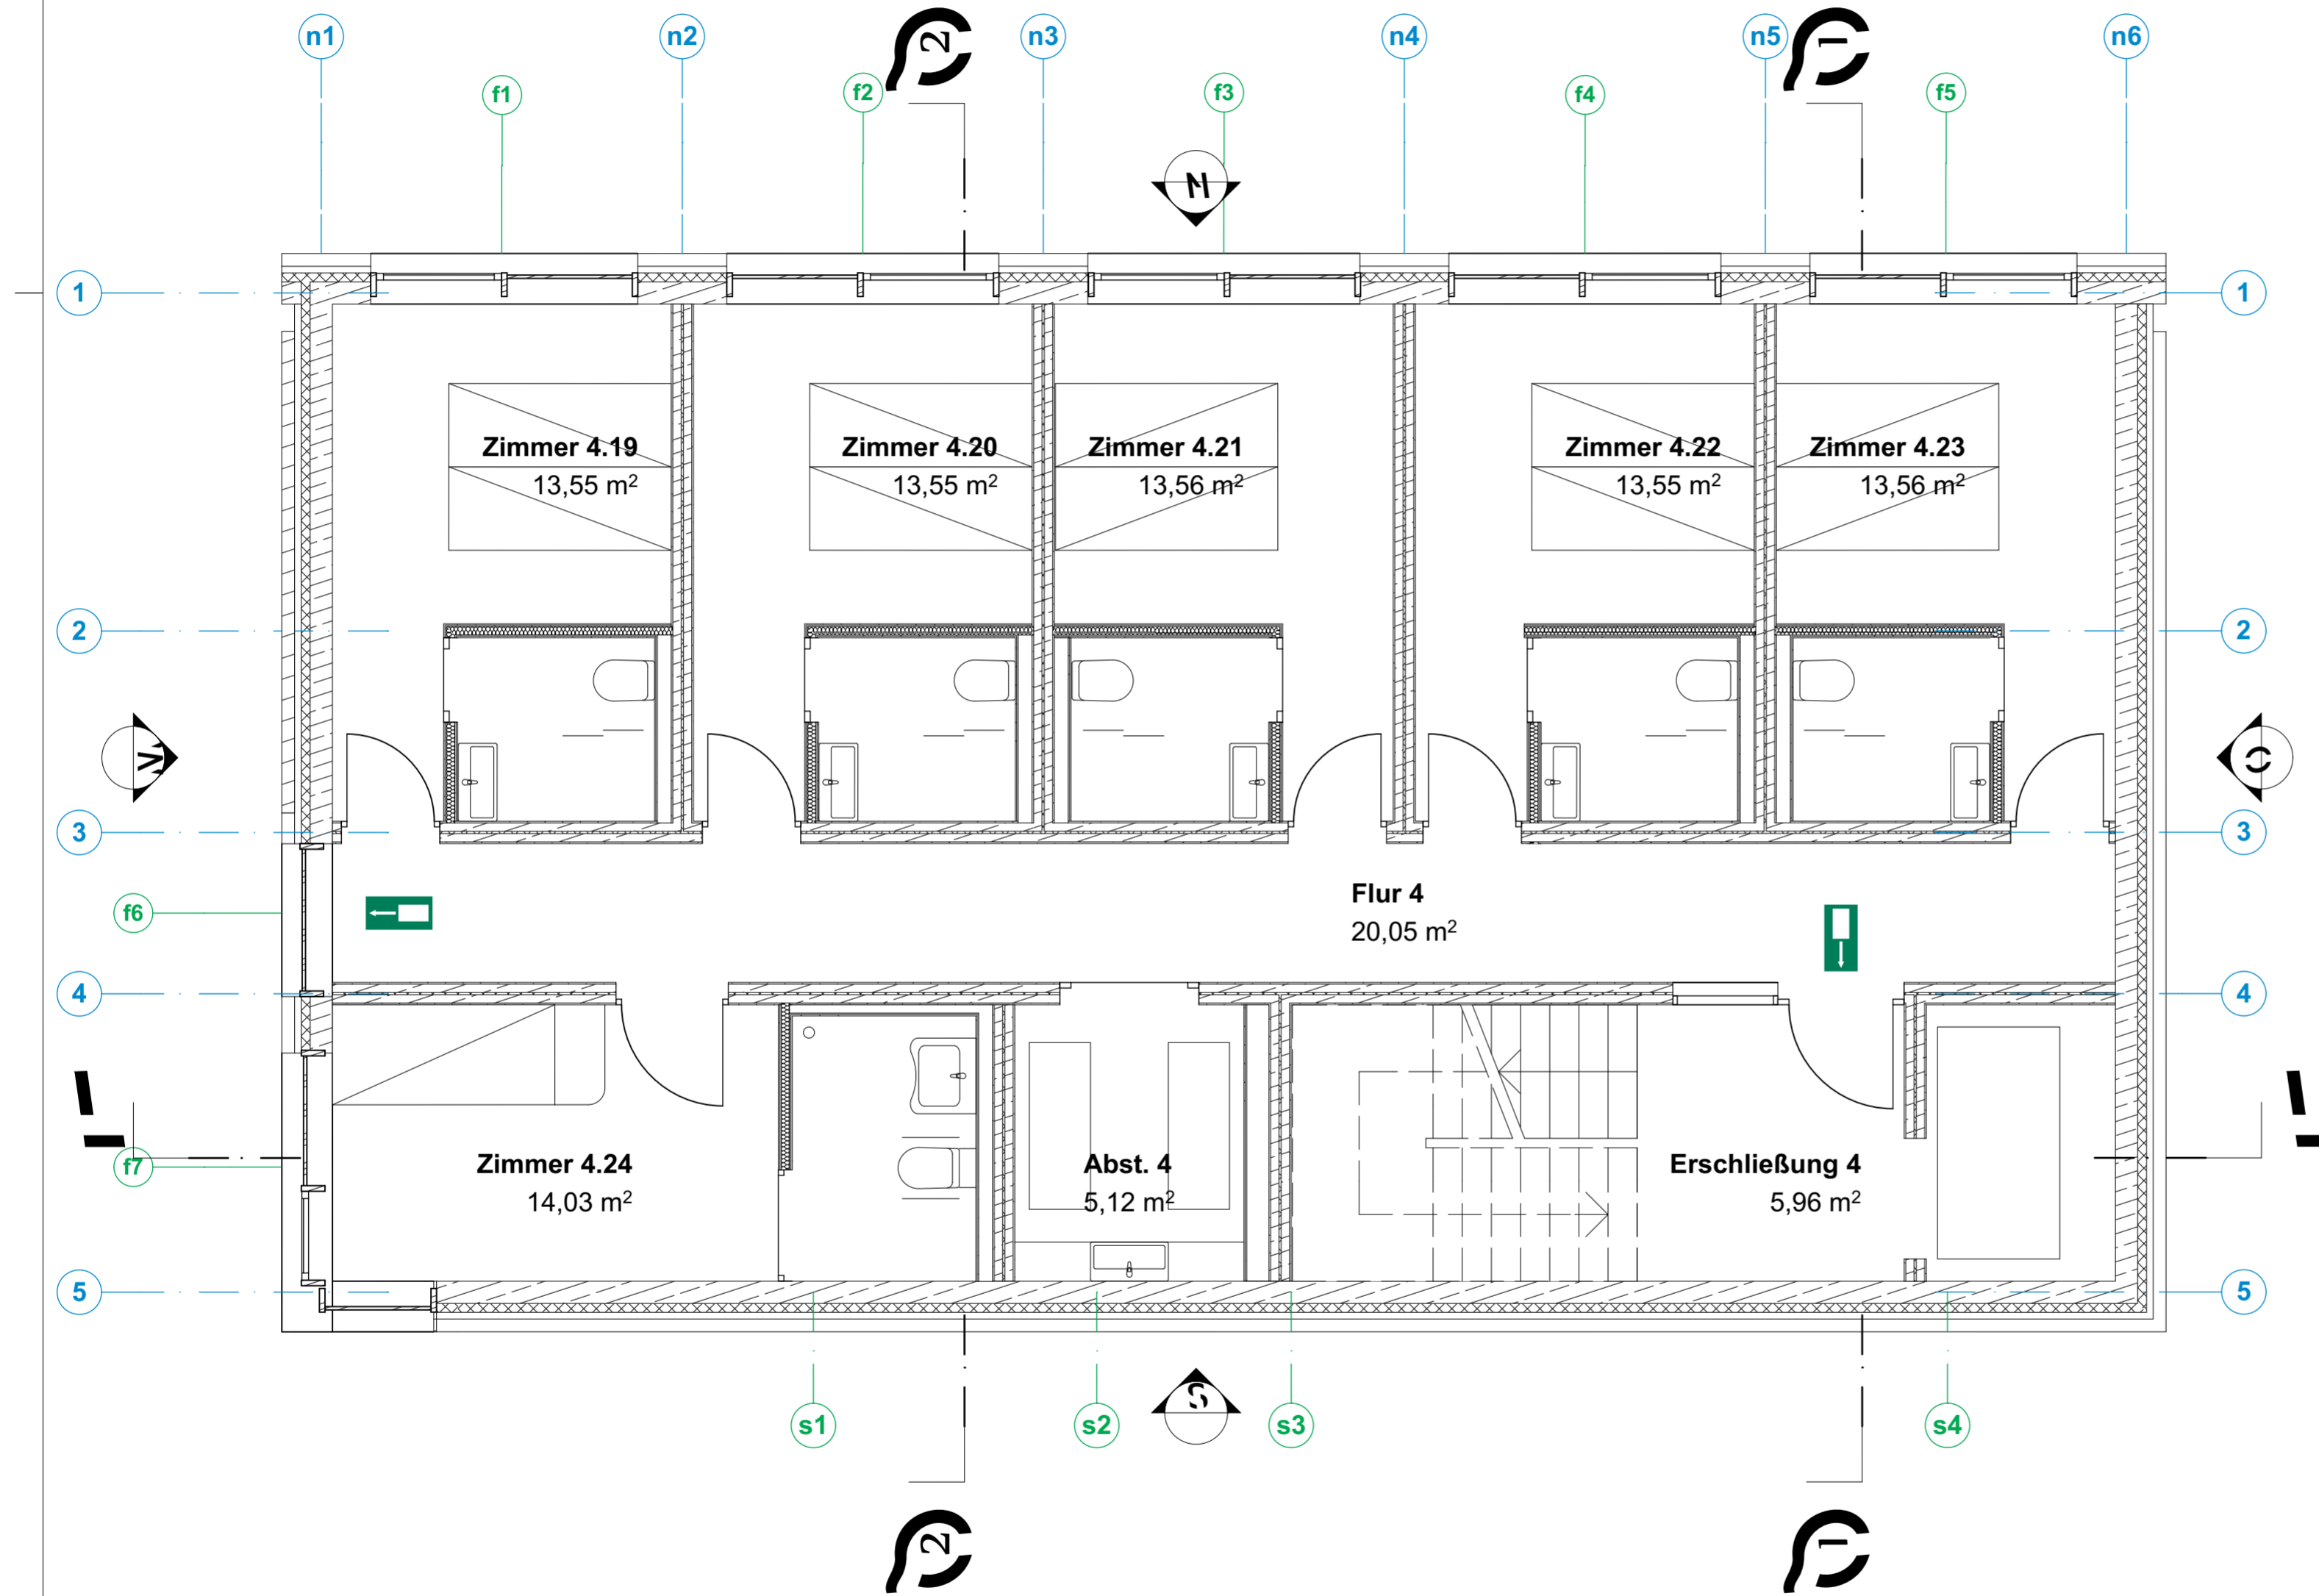 n1 n2 2 n3 n4 n5 1 n6
f1 f2 f3 f4 f5
N
1 1
Zimmer 4.19 Zimmer 4.20 Zimmer 4.21 Zimmer 4.22 Zimmer 4.23
13,55 m² 13,55 m² 13,56 m² 13,55 m² 13,56 m²
2 2
W
3 3
Flur 4
f6
20,05 m²
4 4
Zimmer 4.24 Abst. 4 Erschließung 4
f7
14,03 m² 5,12 m² 5,96 m²
5 5
S
s1 s2 s3 s4
2 1